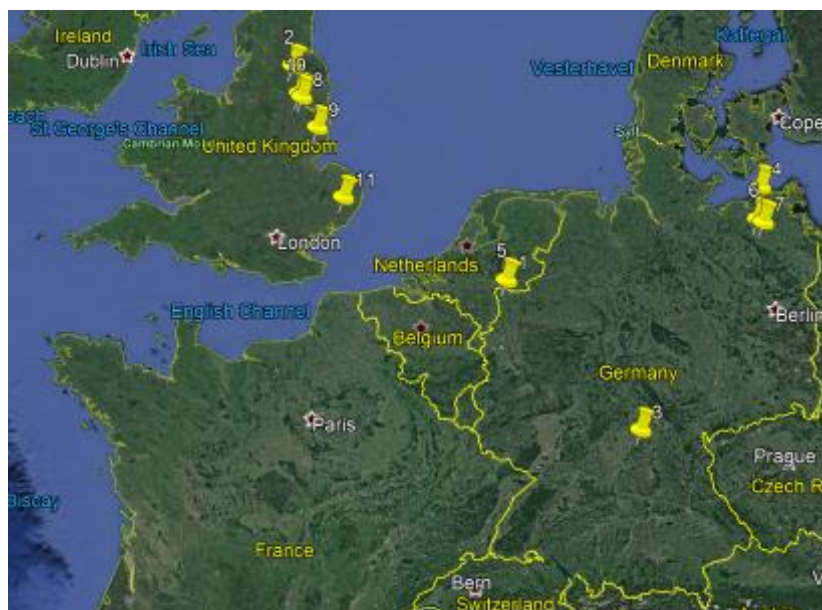 Ireland
Dublin
Irish Sea
2
10
8
9
St George's Channel
United Kingdom
11
London
English Channel
Vesterhavet
Denmark
Kattegat
Sylt
Cope
4
6
7
Netherlands
5
1
Belgium
Berlin
Germany
3
Paris
Prague
Czech R
Biscay
France
Bern
Switzerland
V